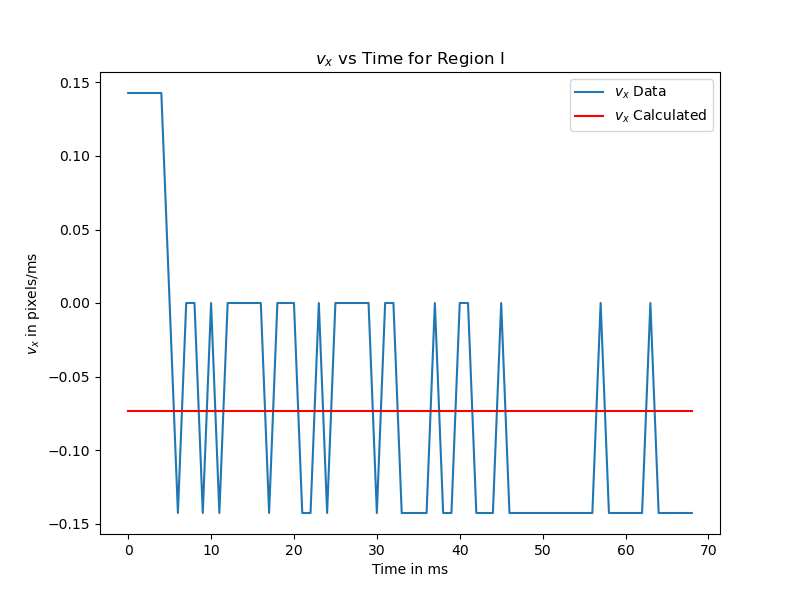 v_x vs Time for Region I
v_x Data
v_x Calculated
0.15
0.10
0.05
0.00
−0.05
−0.10
−0.15
v_x in pixels/ms
0 10 20 30 40 50 60 70
Time in ms